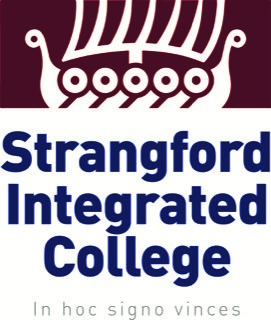 Strangford
Integrated
College
In hoc signo vinces